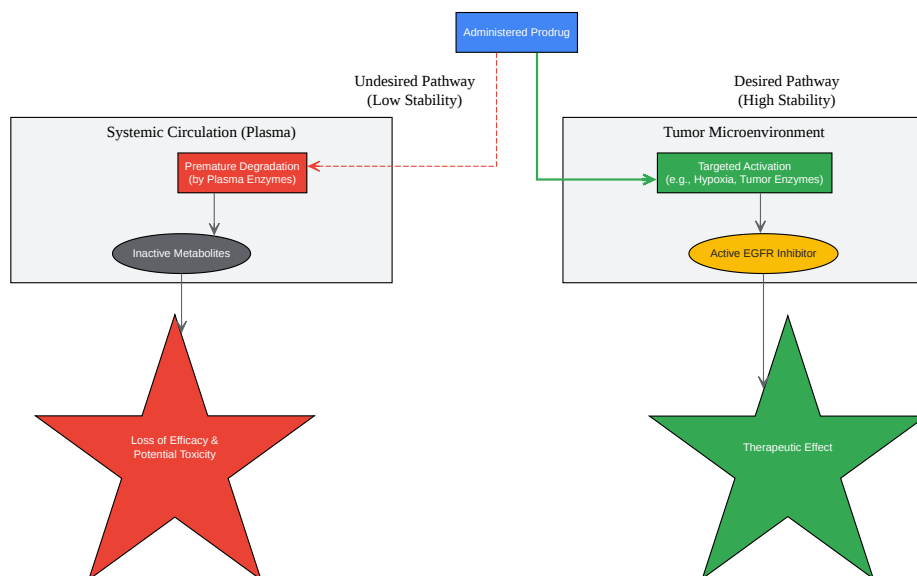 Administered Prodrug
Undesired Pathway
(Low Stability)
Desired Pathway
(High Stability)
Systemic Circulation (Plasma)
Premature Degradation
(by Plasma Enzymes)
Inactive Metabolites
Loss of Efficacy &
Potential Toxicity
Tumor Microenvironment
Targeted Activation
(e.g., Hypoxia, Tumor Enzymes)
Active EGFR Inhibitor
Therapeutic Effect